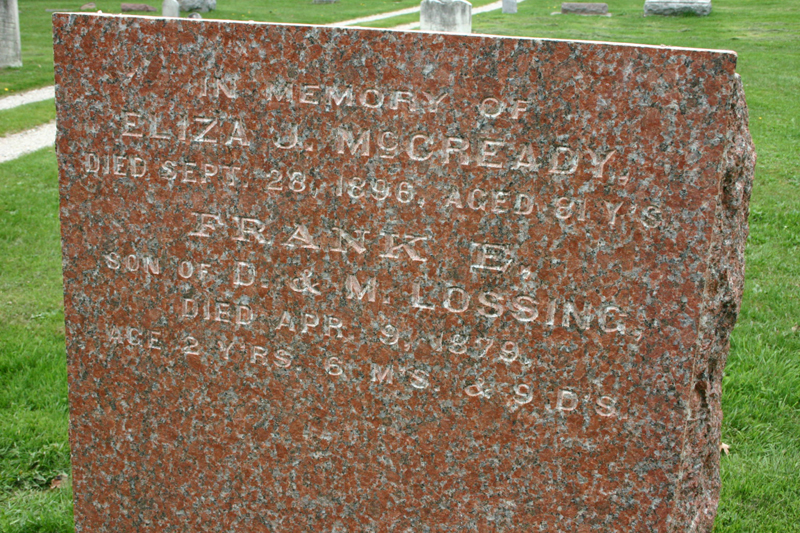 IN MEMORY OF
ELIZA J. McCREADY,
DIED SEPT. 28, 1896, AGED 91 Y'S.
FRANK E.
SON OF D. & M. LOSSING,
DIED APR. 9, 1879,
AGE 2 Y'RS. 6 M'S. & 9 D'S.